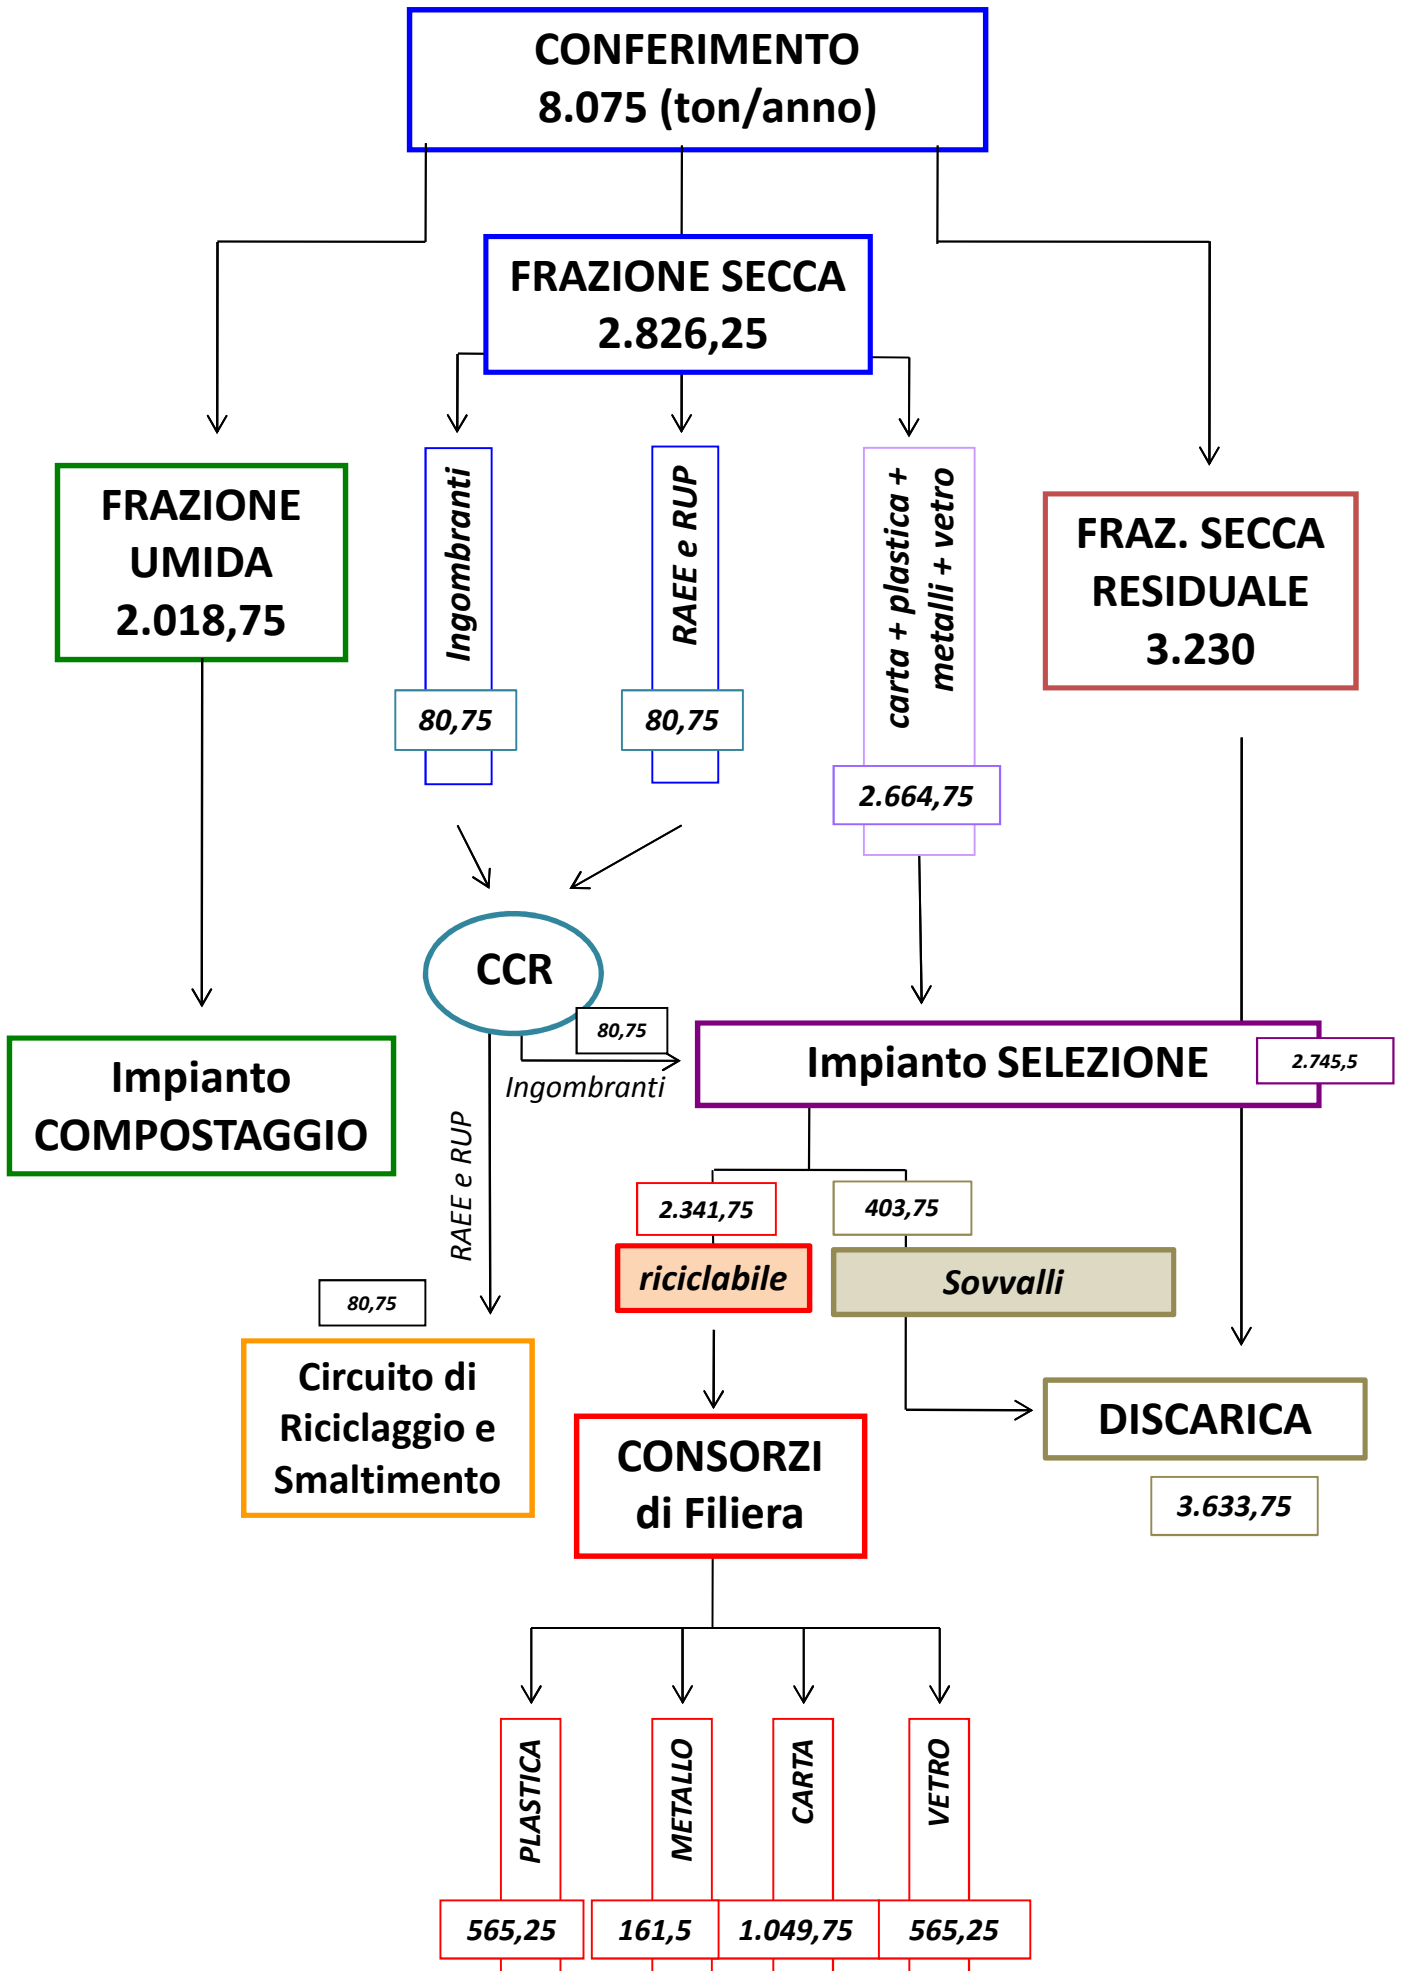 CONFERIMENTO
8.075 (ton/anno)
FRAZIONE SECCA
2.826,25
FRAZIONE
UMIDA
2.018,75
Ingombranti
80,75
RAEE e RUP
80,75
carta + plastica +
metalli + vetro
2.664,75
FRAZ. SECCA
RESIDUALE
3.230
CCR
80,75
Ingombranti
RAEE e RUP
Impianto SELEZIONE
2.745,5
Impianto
COMPOSTAGGIO
2.341,75
403,75
riciclabile
Sovvalli
80,75
Circuito di
Riciclaggio e
Smaltimento
CONSORZI
di Filiera
DISCARICA
3.633,75
PLASTICA
METALLO
CARTA
VETRO
565,25
161,5
1.049,75
565,25